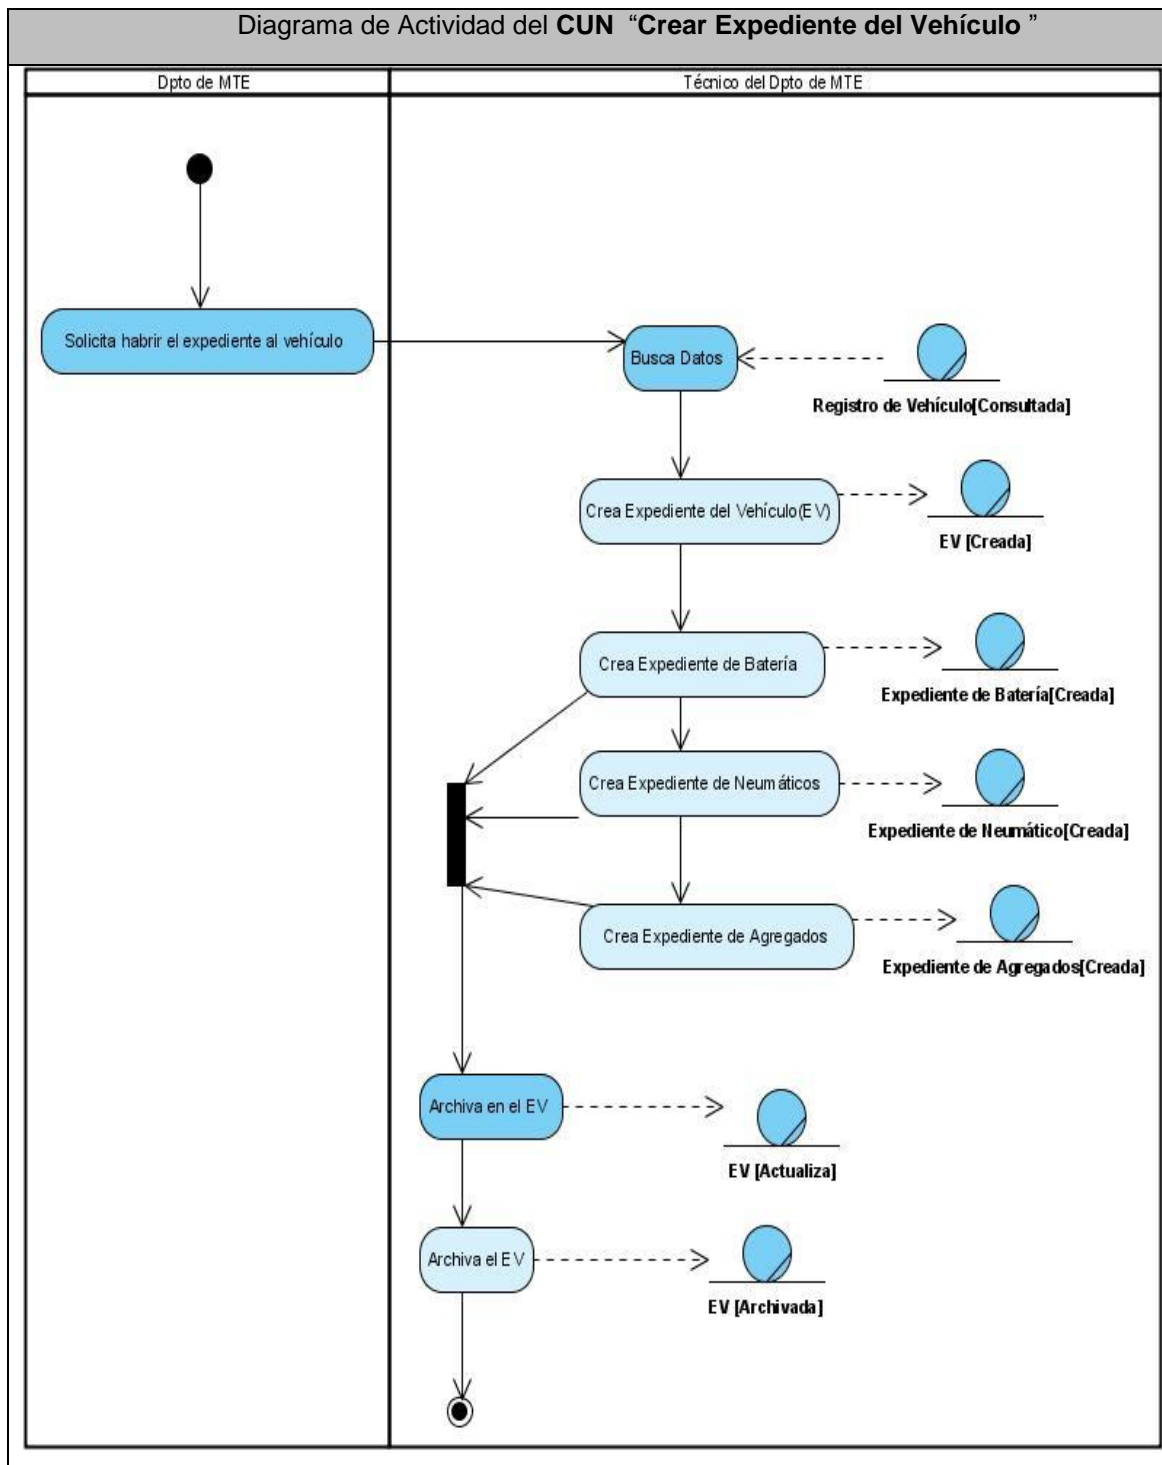 Diagrama de Actividad del CUN “Crear Expediente del Vehículo ”
Dpto de MTE
Técnico del Dpto de MTE
Solicita habrir el expediente al vehículo
Busca Datos
Registro de Vehículo[Consultada]
Crea Expediente del Vehículo(EV)
EV [Creada]
Crea Expediente de Batería
Expediente de Batería[Creada]
Crea Expediente de Neumáticos
Expediente de Neumático[Creada]
Crea Expediente de Agregados
Expediente de Agregados[Creada]
Archiva en el EV
EV [Actualiza]
Archiva el EV
EV [Archivada]